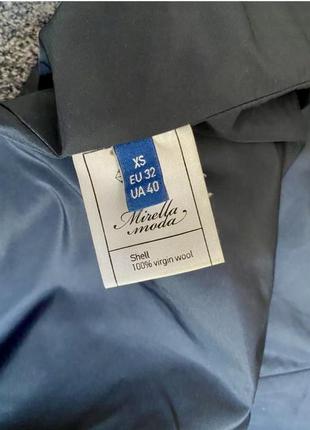 XS
EU 32
UA 40
Mirella
moda
Shell
100% virgin wool